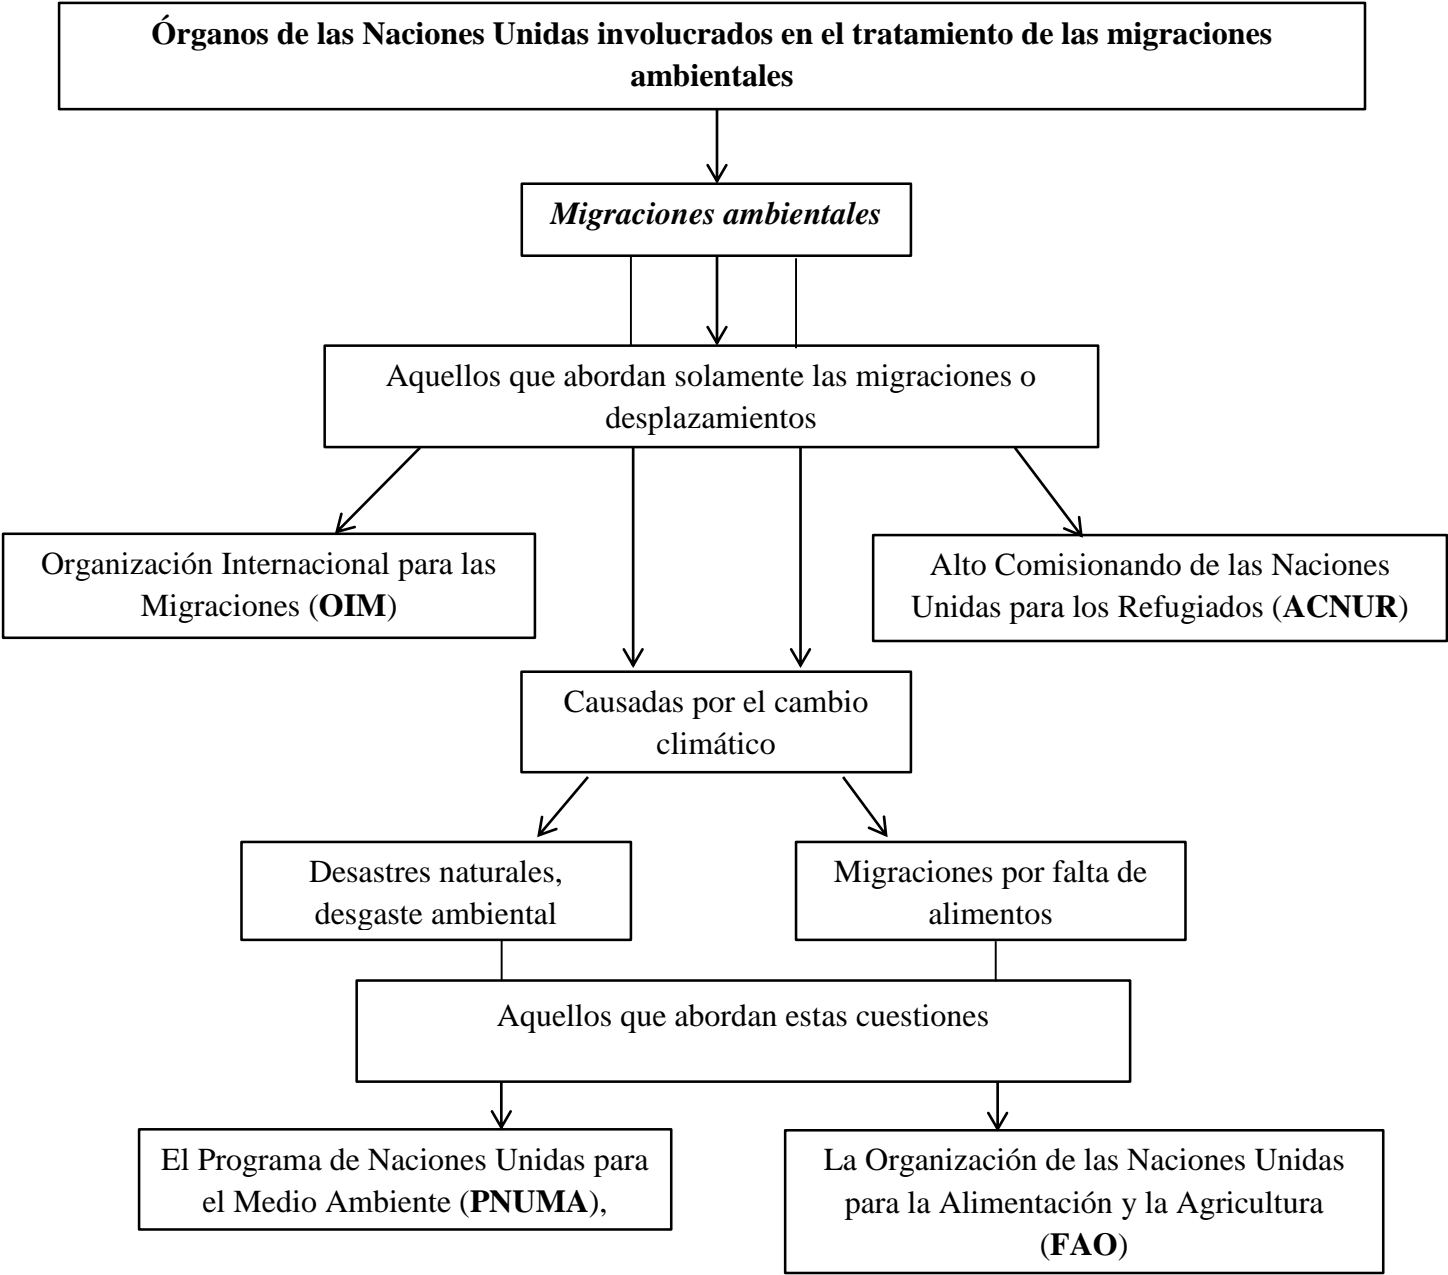 Órganos de las Naciones Unidas involucrados en el tratamiento de las migraciones
ambientales
Migraciones ambientales
Aquellos que abordan solamente las migraciones o
desplazamientos
Organización Internacional para las
Migraciones (OIM)
Alto Comisionando de las Naciones
Unidas para los Refugiados (ACNUR)
Causadas por el cambio
climático
Desastres naturales,
desgaste ambiental
Migraciones por falta de
alimentos
Aquellos que abordan estas cuestiones
El Programa de Naciones Unidas para
el Medio Ambiente (PNUMA),
La Organización de las Naciones Unidas
para la Alimentación y la Agricultura
(FAO)